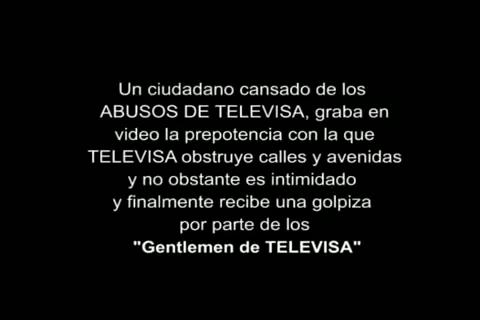 Un ciudadano cansado de los
ABUSOS DE TELEVISA, graba en
video la prepotencia con la que
TELEVISA obstruye calles y avenidas
y no obstante es intimidado
y finalmente recibe una golpiza
por parte de los
"Gentlemen de TELEVISA"